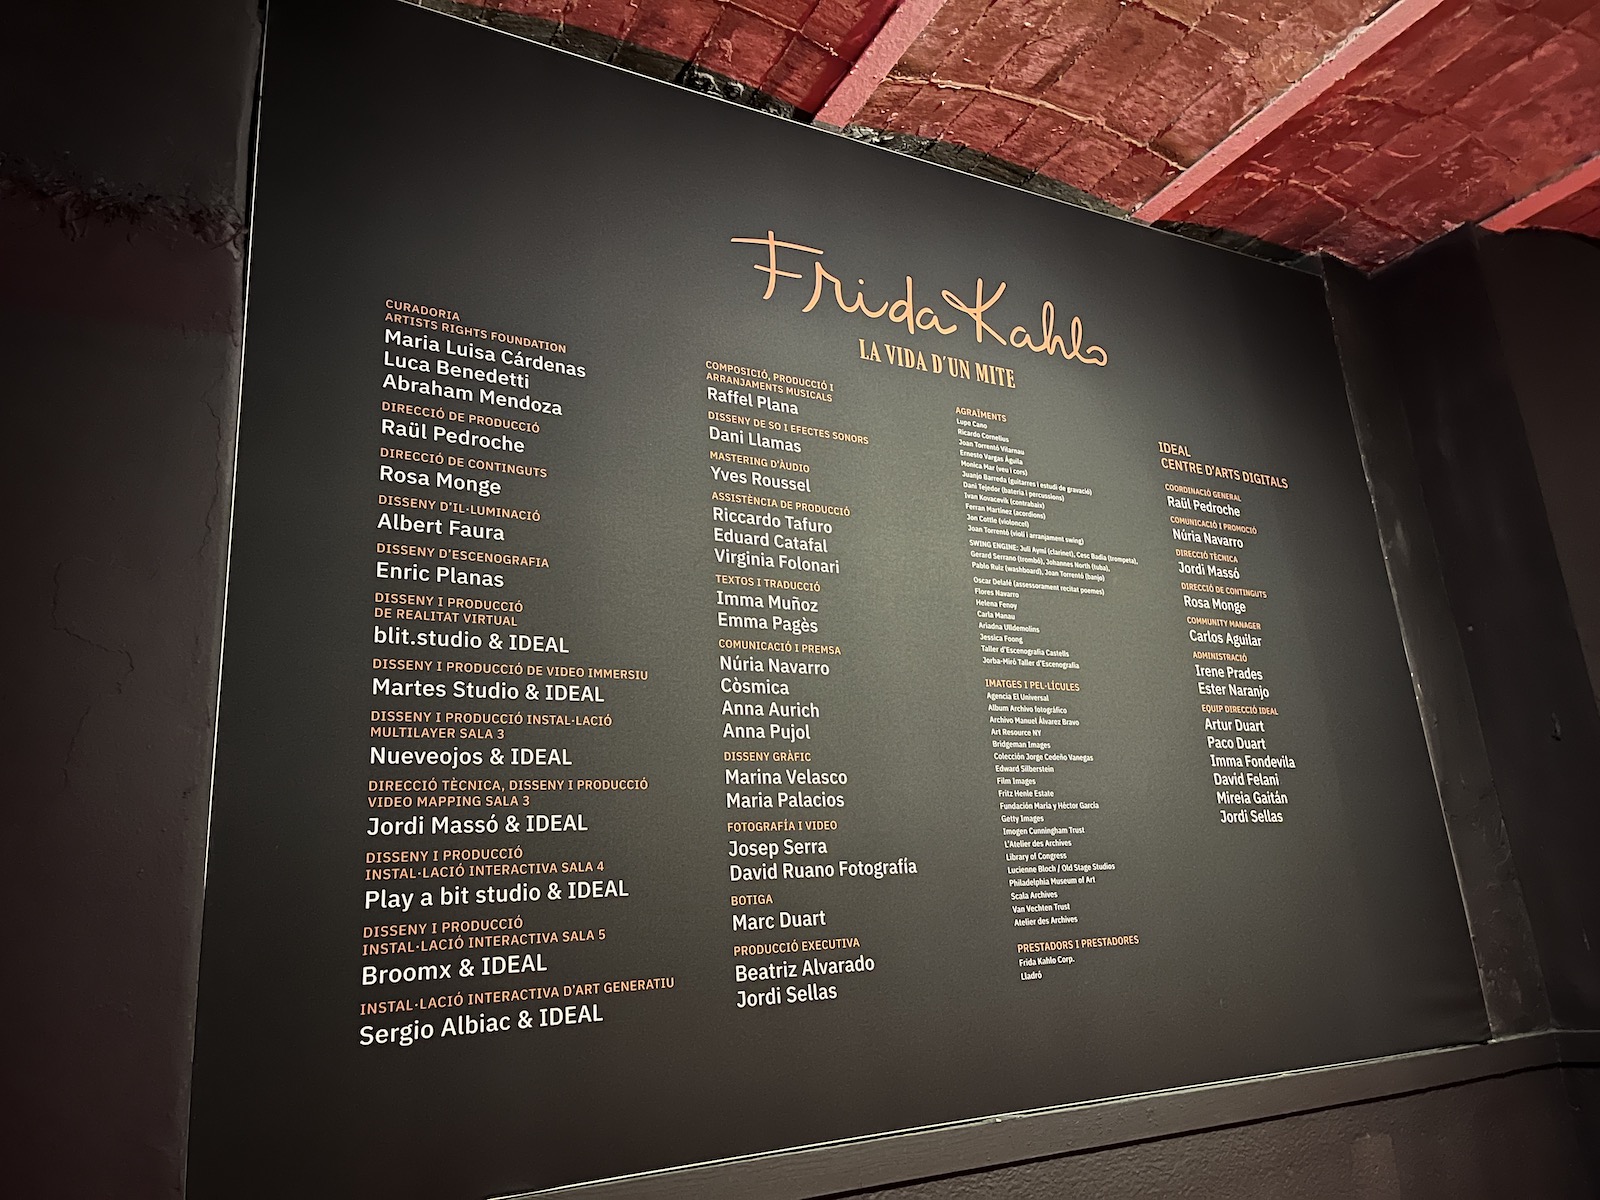 Frida Kahlo
LA VIDA D'UN MITE
CURADORIA
ARTISTS RIGHTS FOUNDATION
Maria Luisa Cárdenas
Luca Benedetti
Abraham Mendoza
DIRECCIÓ DE PRODUCCIÓ
Raül Pedroche
DIRECCIÓ DE CONTINGUTS
Rosa Monge
DISSENY D'IL·LUMINACIÓ
Albert Faura
DISSENY D'ESCENOGRAFIA
Enric Planas
DISSENY I PRODUCCIÓ
DE REALITAT VIRTUAL
blit.studio & IDEAL
DISSENY I PRODUCCIÓ DE VIDEO IMMERSIU
Martes Studio & IDEAL
DISSENY I PRODUCCIÓ INSTAL·LACIÓ
MULTILAYER SALA 3
Nueveojos & IDEAL
DIRECCIÓ TÈCNICA, DISSENY I PRODUCCIÓ
VIDEO MAPPING SALA 3
Jordi Massó & IDEAL
DISSENY I PRODUCCIÓ
INSTAL·LACIÓ INTERACTIVA SALA 4
Play a bit studio & IDEAL
DISSENY I PRODUCCIÓ
INSTAL·LACIÓ INTERACTIVA SALA 5
Broomx & IDEAL
INSTAL·LACIÓ INTERACTIVA D'ART GENERATIU
Sergio Albiac & IDEAL
COMPOSICIÓ, PRODUCCIÓ I
ARRANJAMENTS MUSICALS
Raffel Plana
DISSENY DE SO I EFECTES SONORS
Dani Llamas
MASTERING D'ÀUDIO
Yves Roussel
ASSISTÈNCIA DE PRODUCCIÓ
Riccardo Tafuro
Eduard Catafal
Virginia Folonari
TEXTOS I TRADUCCIÓ
Imma Muñoz
Emma Pagès
COMUNICACIÓ I PREMSA
Núria Navarro
Còsmica
Anna Aurich
Anna Pujol
DISSENY GRÀFIC
Marina Velasco
Maria Palacios
FOTOGRAFÍA I VIDEO
Josep Serra
David Ruano Fotografía
BOTIGA
Marc Duart
PRODUCCIÓ EXECUTIVA
Beatriz Alvarado
Jordi Sellas
AGRAÏMENTS
Lupa Cano
Ricardo Cornelius
Joan Torrentó Vilarnau
Ernesto Vargas Águila
Monica Mar (veu i cors)
Juanjo Barreda (guitarres i estudi de gravació)
Dani Tejedor (bateria i percussions)
Ivan Kovacevik (contrabaix)
Ferran Martínez (acordions)
Jon Cottle (violoncel)
Joan Torrentó (violí i arranjament swing)
SWING ENGINE: Juli Aymí (clarinet), Cesc Badia (trompeta),
Gerard Serrano (trombó), Johannes North (tuba),
Pablo Ruiz (washboard), Joan Torrentó (banjo)
Oscar Delafé (assessorament recitat poemes)
Flores Navarro
Helena Fenoy
Carla Manau
Ariadna Ulldemolins
Jessica Foong
Taller d'Escenografia Castells
Jorba-Miró Taller d'Escenografia
IMATGES I PEL·LÍCULES
Agencia El Universal
Album Archivo fotográfico
Archivo Manuel Álvarez Bravo
Art Resource NY
Bridgeman Images
Colección Jorge Cedeño Vanegas
Edward Silberstein
Film Images
Fritz Henle Estate
Fundación María y Héctor García
Getty Images
Imogen Cunningham Trust
L'Atelier des Archives
Library of Congress
Lucienne Bloch / Old Stage Studios
Philadelphia Museum of Art
Scala Archives
Van Vechten Trust
Atelier des Archives
PRESTADORS I PRESTADORES
Frida Kahlo Corp.
Lladró
IDEAL
CENTRE D'ARTS DIGITALS
COORDINACIÓ GENERAL
Raül Pedroche
COMUNICACIÓ I PROMOCIÓ
Núria Navarro
DIRECCIÓ TÈCNICA
Jordi Massó
DIRECCIÓ DE CONTINGUTS
Rosa Monge
COMMUNITY MANAGER
Carlos Aguilar
ADMINISTRACIÓ
Irene Prades
Ester Naranjo
EQUIP DIRECCIÓ IDEAL
Artur Duart
Paco Duart
Imma Fondevila
David Felani
Mireia Gaitán
Jordi Sellas